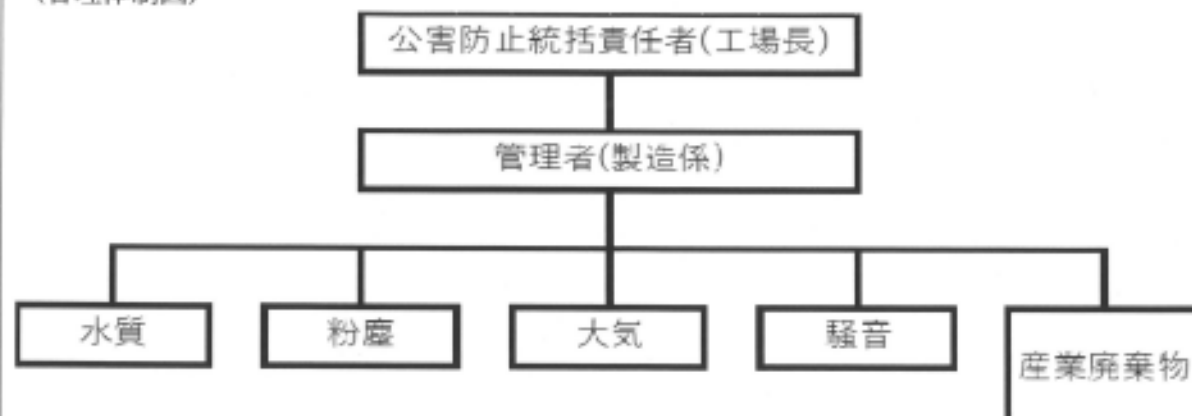 公害防止統括責任者(工場長)
管理者(製造係)
水質
粉塵
大気
騒音
産業廃棄物